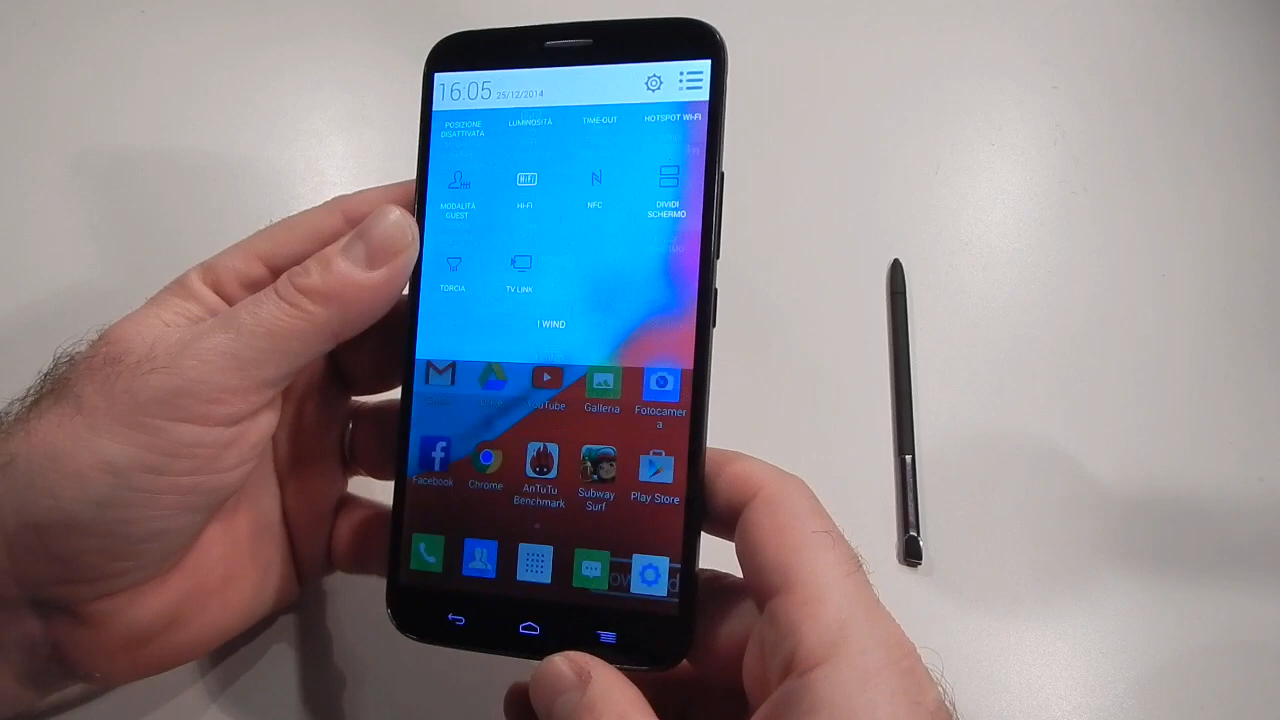 16:05 25/12/2014
POSIZIONE
DISATTIVATA
LUMINOSITÀ
TIME-OUT
HOTSPOT WI-FI
HiFi
MODALITÀ
GUEST
HI-FI
NFC
DIVIDI
SCHERMO
TORCIA
TV LINK
I WIND
YouTube
Galleria
Fotocamer
a
Facebook
Chrome
AnTuTu
Benchmark
Subway
Surf
Play Store